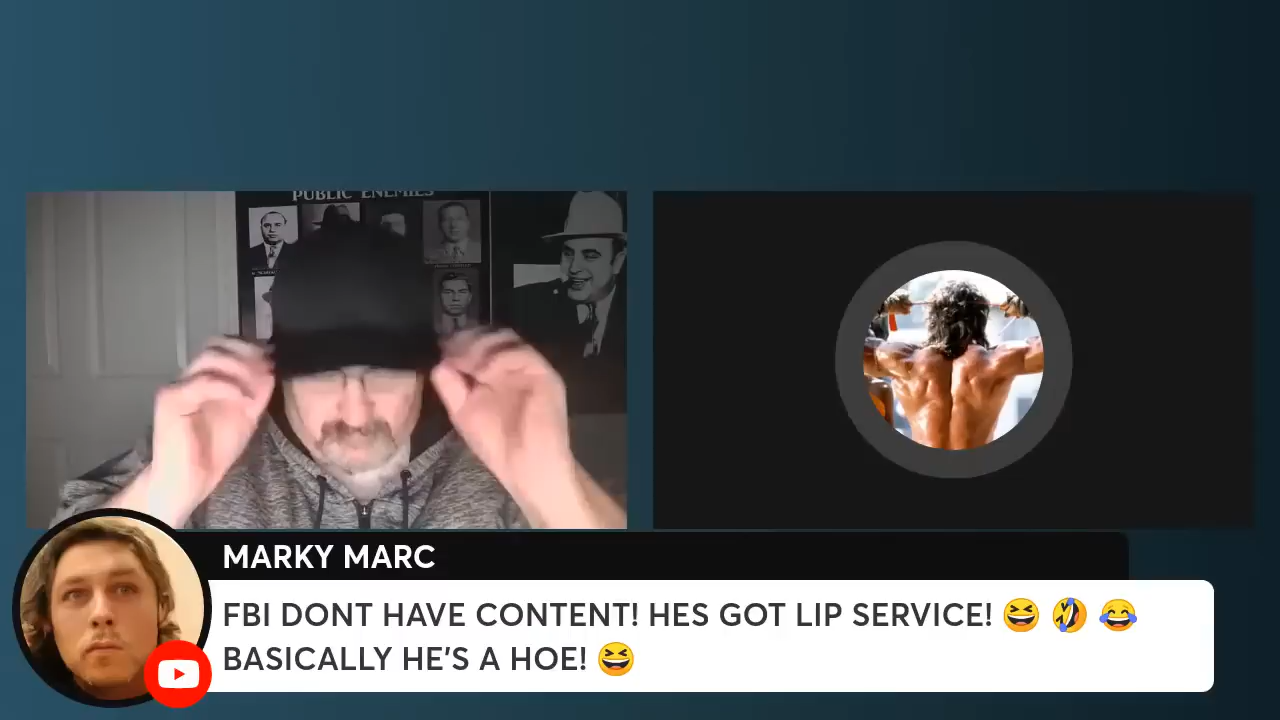 PUBLIC ENEMIES
MARKY MARC
FBI DONT HAVE CONTENT! HES GOT LIP SERVICE! 😆 🤣 😂
BASICALLY HE'S A HOE! 😆